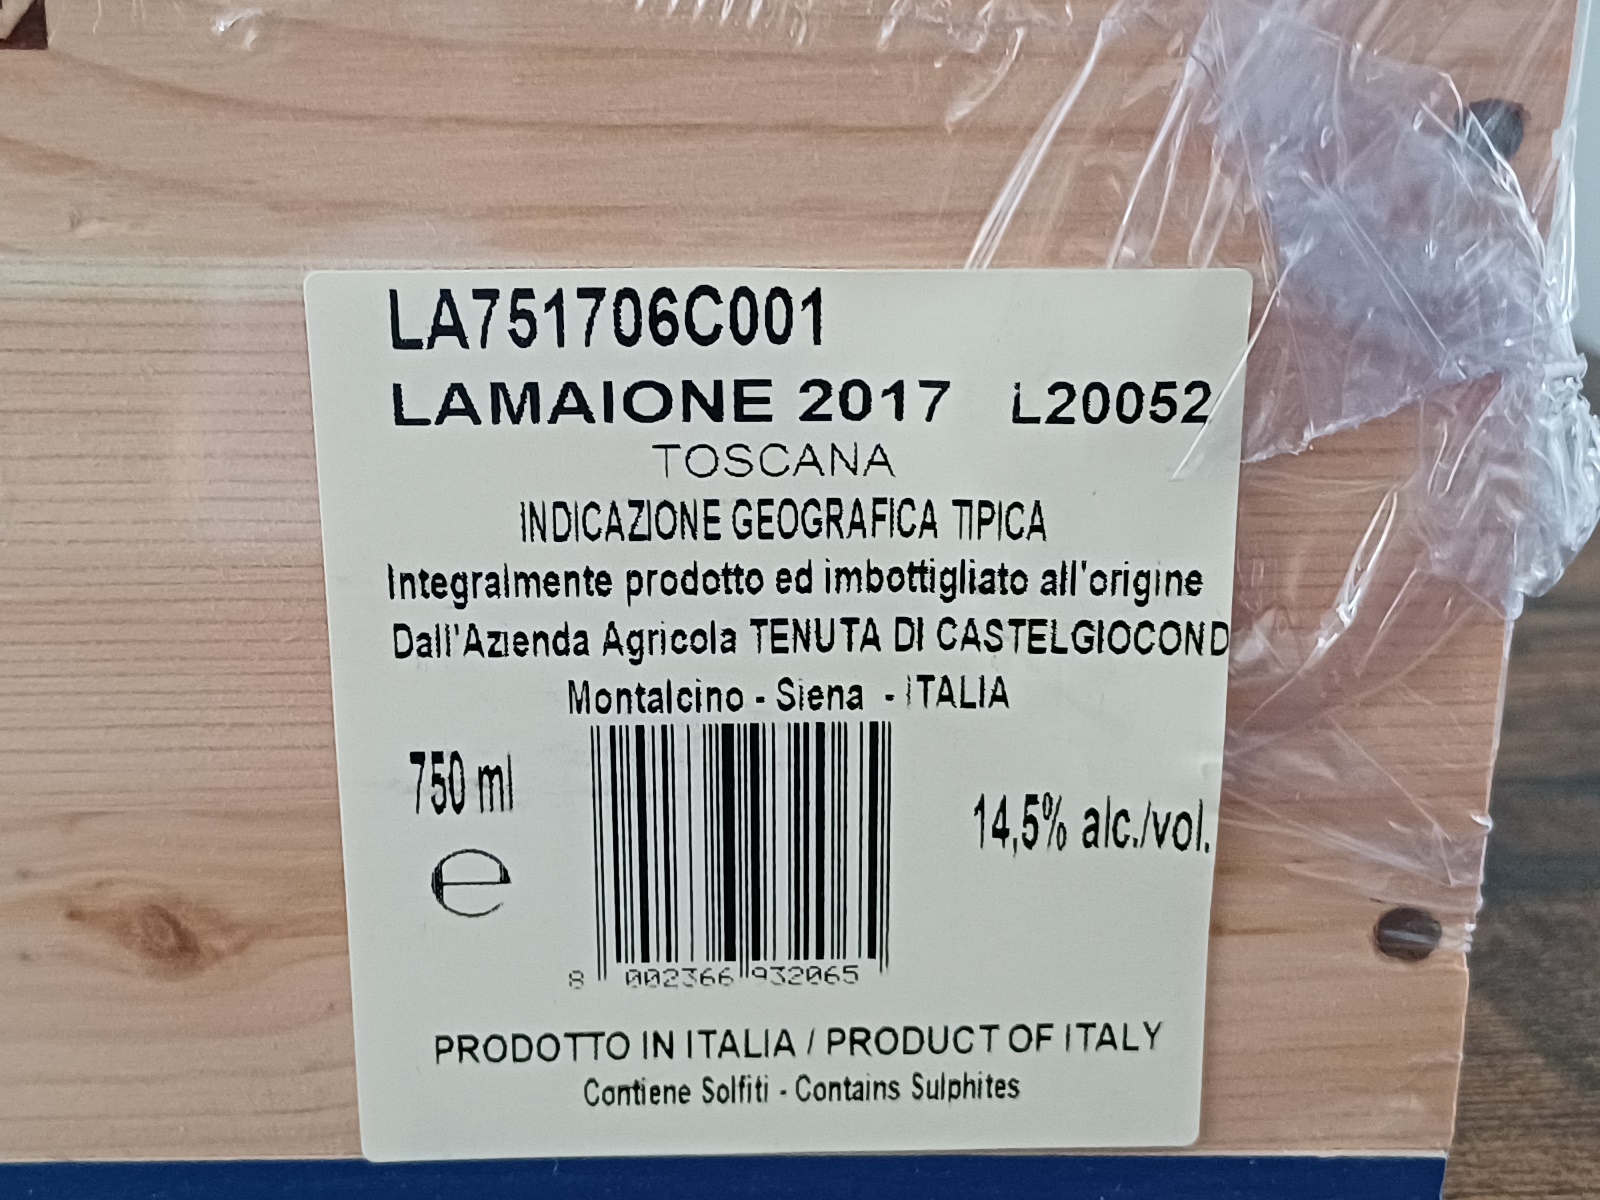 LA751706C001
LAMAIONE 2017 L20052
TOSCANA
INDICAZIONE GEOGRAFICA TIPICA
Integralmente prodotto ed imbottigliato all'origine
Dall'Azienda Agricola TENUTA DI CASTELGIOCOND
Montalcino - Siena - ITALIA
750 ml
14,5% alc./vol.
e
8 002366 932065
PRODOTTO IN ITALIA / PRODUCT OF ITALY
Contiene Solfiti - Contains Sulphites